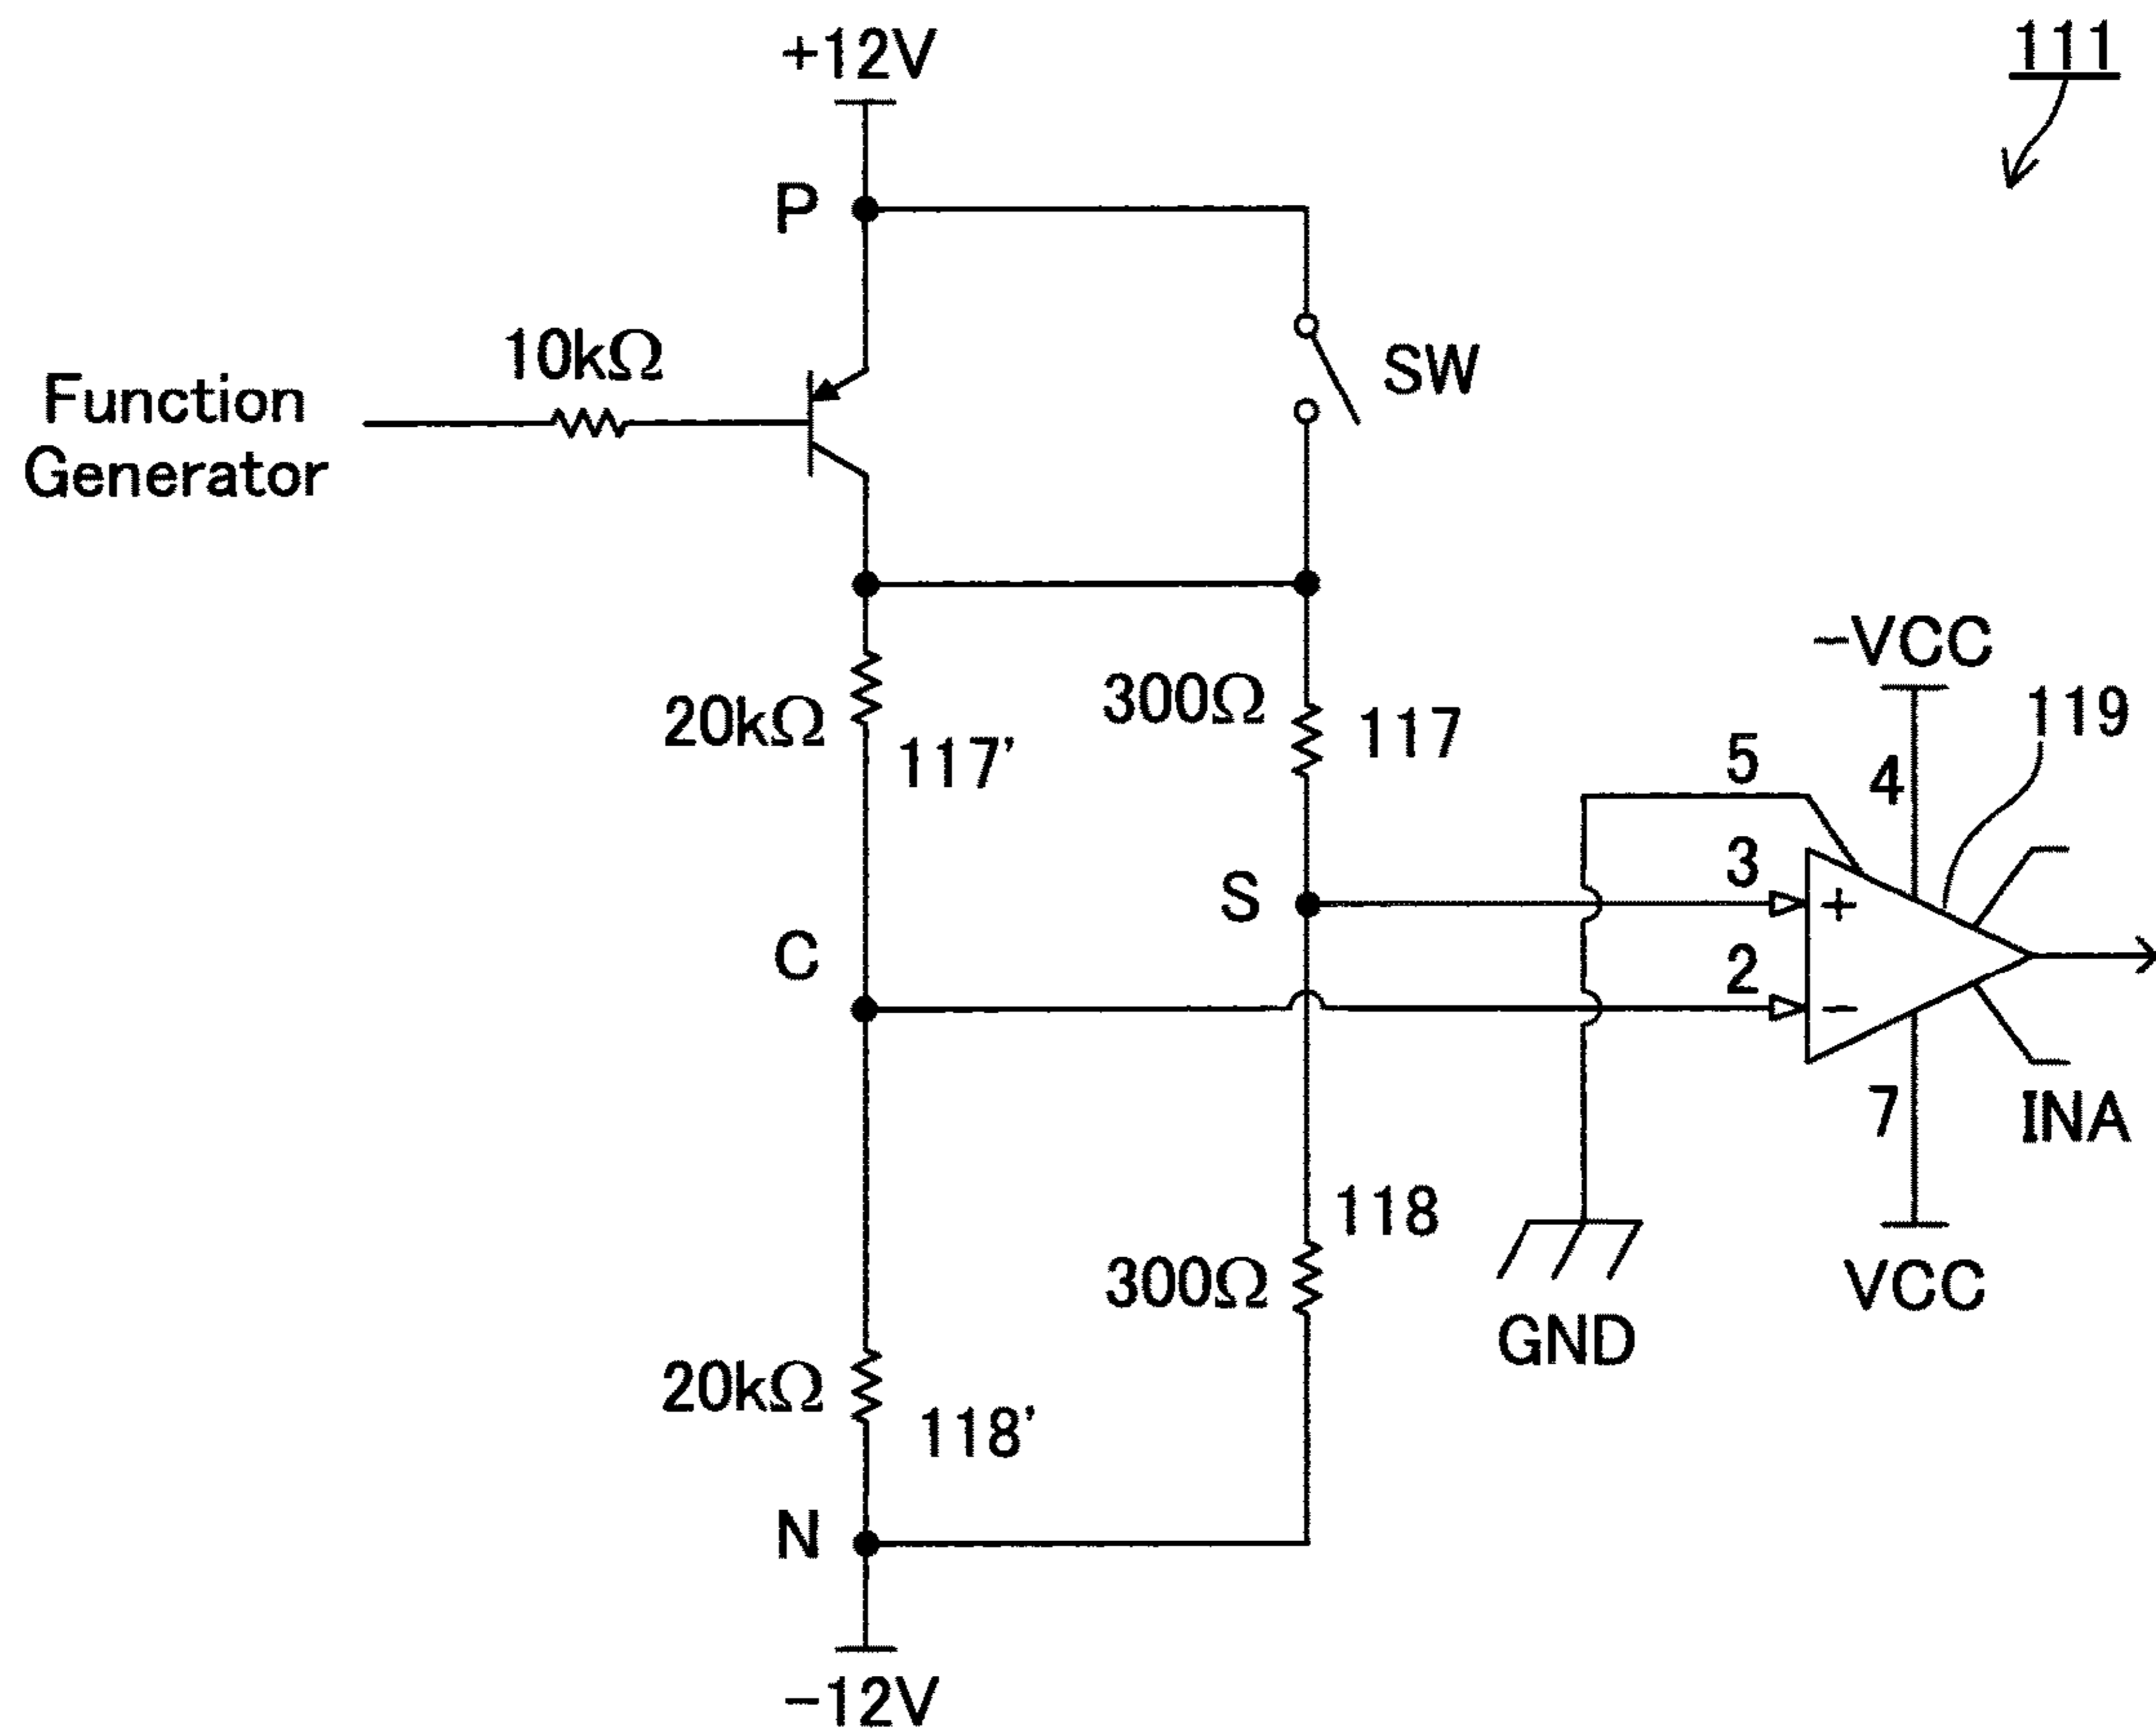 +12V
111
P
10kΩ
SW
Function
Generator
-VCC
20kΩ
117'
300Ω
117
119
5
4
3
S
+
C
2
-
7
INA
118
300Ω
GND
VCC
20kΩ
118'
N
-12V